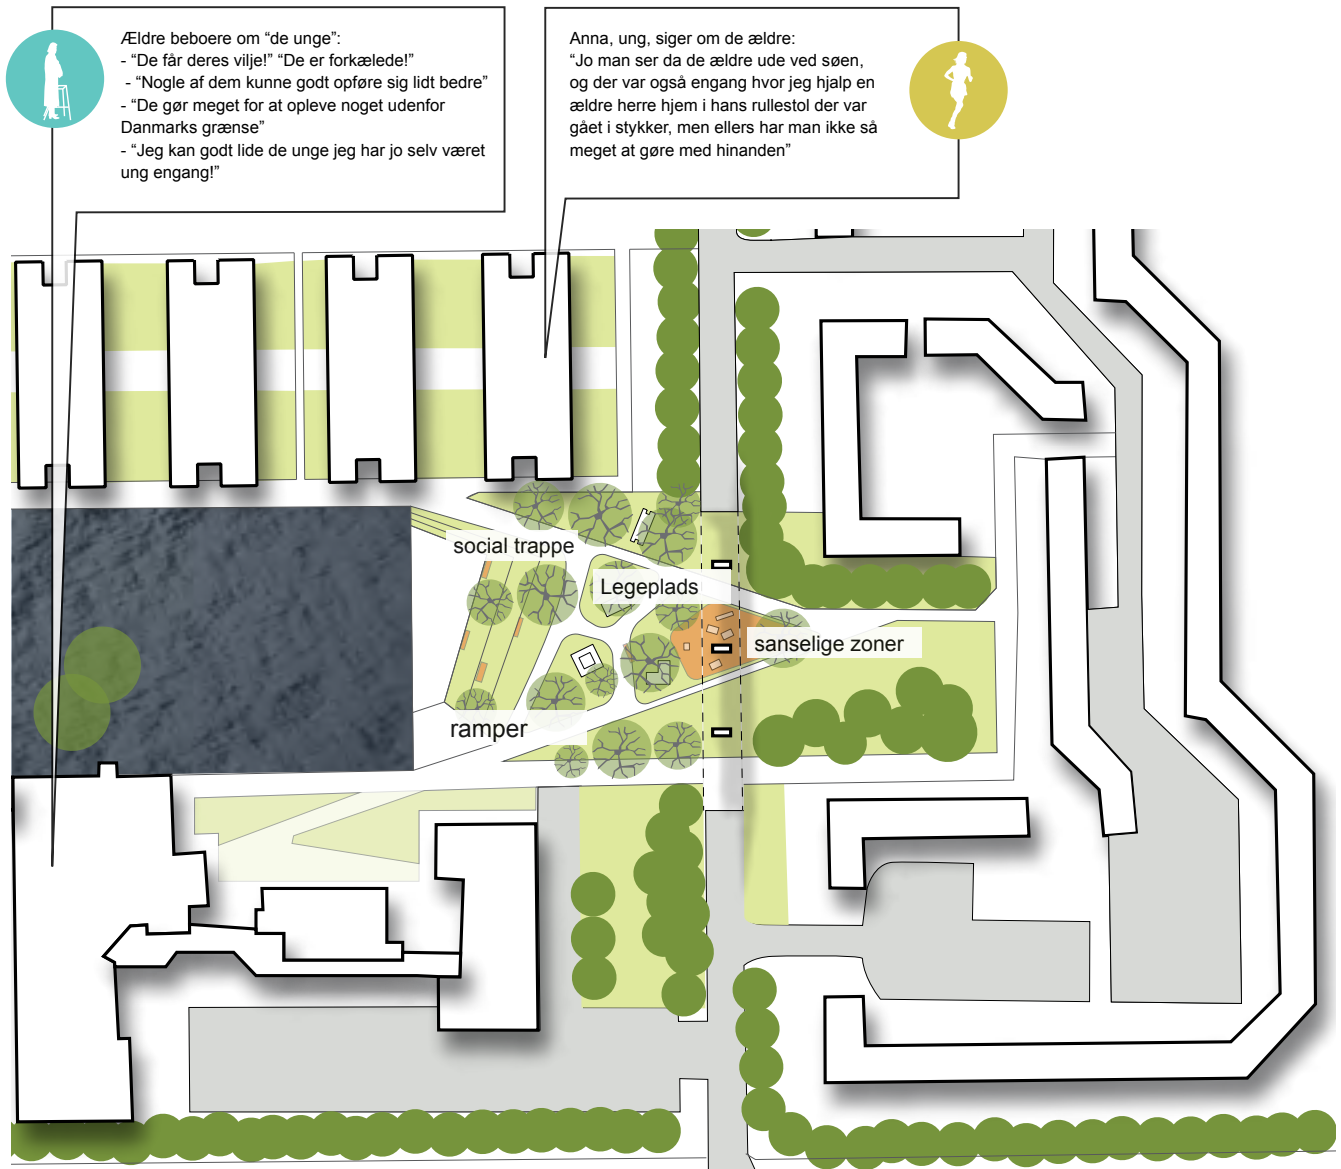 Ældre beboere om “de unge”:
- “De får deres vilje!” “De er forkælede!”
- “Nogle af dem kunne godt opføre sig lidt bedre”
- “De gør meget for at opleve noget udenfor
Danmarks grænse”
- “Jeg kan godt lide de unge jeg har jo selv været
ung engang!”
Anna, ung, siger om de ældre:
“Jo man ser da de ældre ude ved søen,
og der var også engang hvor jeg hjalp en
ældre herre hjem i hans rullestol der var
gået i stykker, men ellers har man ikke så
meget at gøre med hinanden”
social trappe
Legeplads
sanselige zoner
ramper